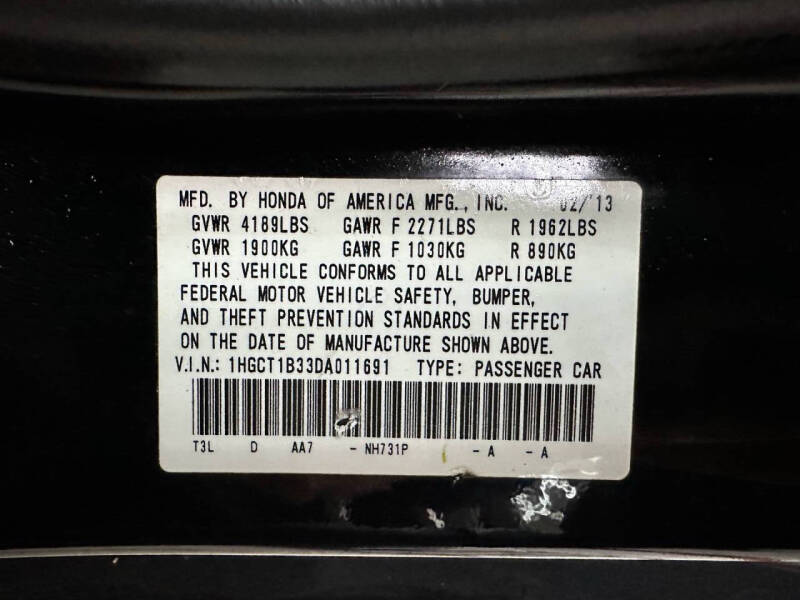 MFD. BY HONDA OF AMERICA MFG., INC. 02/'13
GVWR 4189LBS GAWR F 2271LBS R 1962LBS
GVWR 1900KG GAWR F 1030KG R 890KG
THIS VEHICLE CONFORMS TO ALL APPLICABLE
FEDERAL MOTOR VEHICLE SAFETY, BUMPER,
AND THEFT PREVENTION STANDARDS IN EFFECT
ON THE DATE OF MANUFACTURE SHOWN ABOVE.
V.I.N.: 1HGCT1B33DA011691 TYPE: PASSENGER CAR
T3L D AA7 - NH731P - A - A